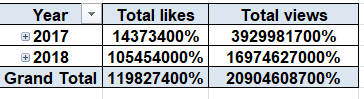 Year Total likes Total views
2017 14373400% 3929981700%
2018 105454000% 16974627000%
Grand Total 119827400% 20904608700%